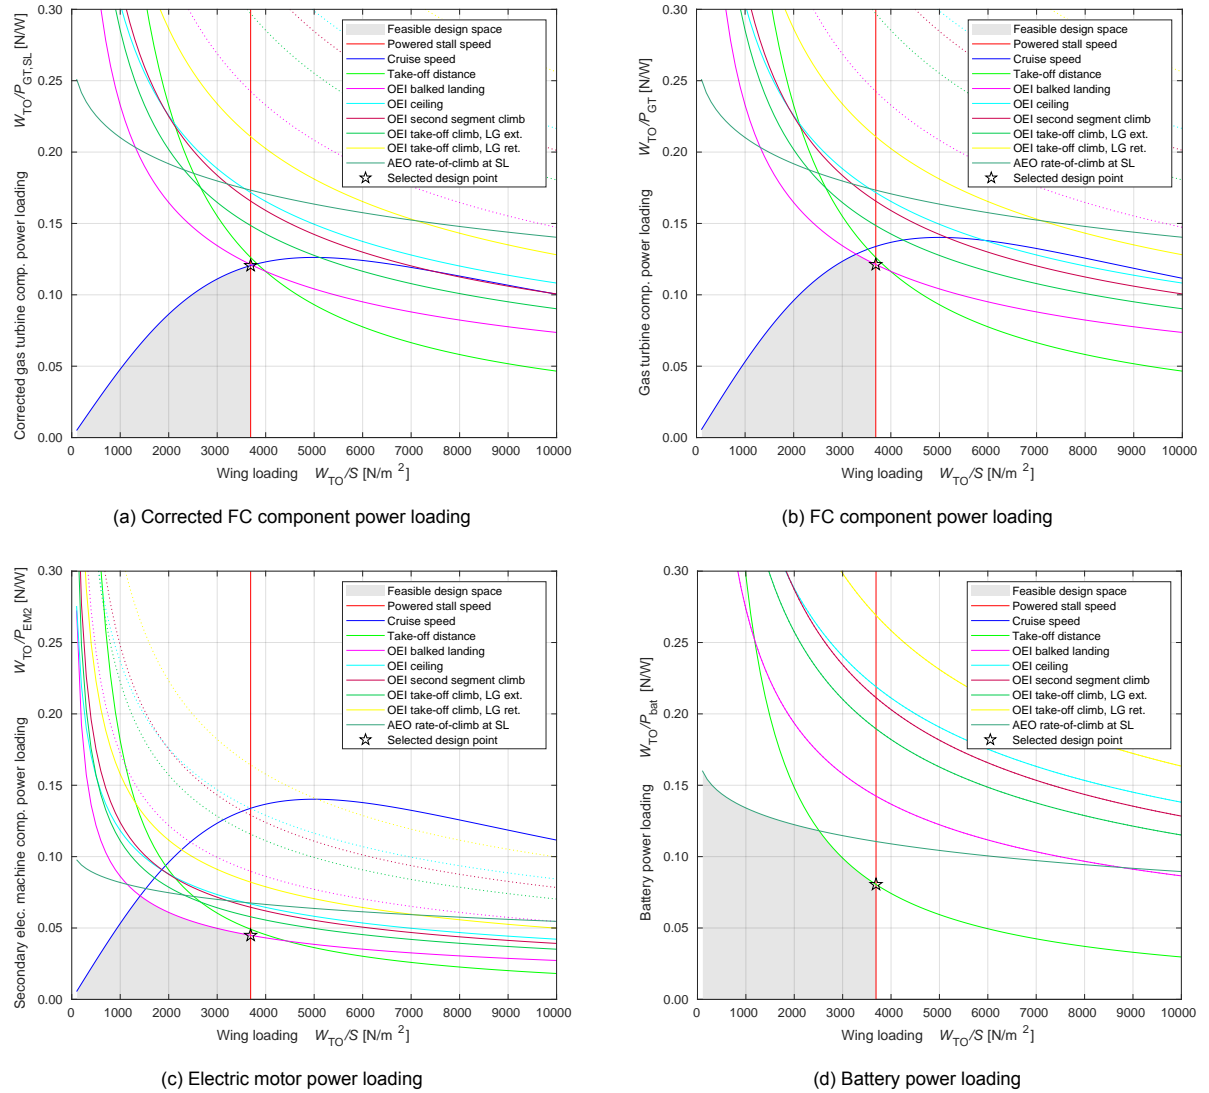 0.30
0.25
0.20
0.15
0.10
0.05
0.00
0 1000 2000 3000 4000 5000 6000 7000 8000 9000 10000
Corrected gas turbine comp. power loading W_TO/P_GT,SL [N/W]
Wing loading W_TO/S [N/m^2]
Feasible design space
Powered stall speed
Cruise speed
Take-off distance
OEI balked landing
OEI ceiling
OEI second segment climb
OEI take-off climb, LG ext.
OEI take-off climb, LG ret.
AEO rate-of-climb at SL
Selected design point
(a) Corrected FC component power loading
0.30
0.25
0.20
0.15
0.10
0.05
0.00
0 1000 2000 3000 4000 5000 6000 7000 8000 9000 10000
Gas turbine comp. power loading W_TO/P_GT [N/W]
Wing loading W_TO/S [N/m^2]
Feasible design space
Powered stall speed
Cruise speed
Take-off distance
OEI balked landing
OEI ceiling
OEI second segment climb
OEI take-off climb, LG ext.
OEI take-off climb, LG ret.
AEO rate-of-climb at SL
Selected design point
(b) FC component power loading
0.30
0.25
0.20
0.15
0.10
0.05
0.00
0 1000 2000 3000 4000 5000 6000 7000 8000 9000 10000
Secondary elec. machine comp. power loading W_TO/P_EM2 [N/W]
Wing loading W_TO/S [N/m^2]
Feasible design space
Powered stall speed
Cruise speed
Take-off distance
OEI balked landing
OEI ceiling
OEI second segment climb
OEI take-off climb, LG ext.
OEI take-off climb, LG ret.
AEO rate-of-climb at SL
Selected design point
(c) Electric motor power loading
0.30
0.25
0.20
0.15
0.10
0.05
0.00
0 1000 2000 3000 4000 5000 6000 7000 8000 9000 10000
Battery power loading W_TO/P_bat [N/W]
Wing loading W_TO/S [N/m^2]
Feasible design space
Powered stall speed
Cruise speed
Take-off distance
OEI balked landing
OEI ceiling
OEI second segment climb
OEI take-off climb, LG ext.
OEI take-off climb, LG ret.
AEO rate-of-climb at SL
Selected design point
(d) Battery power loading